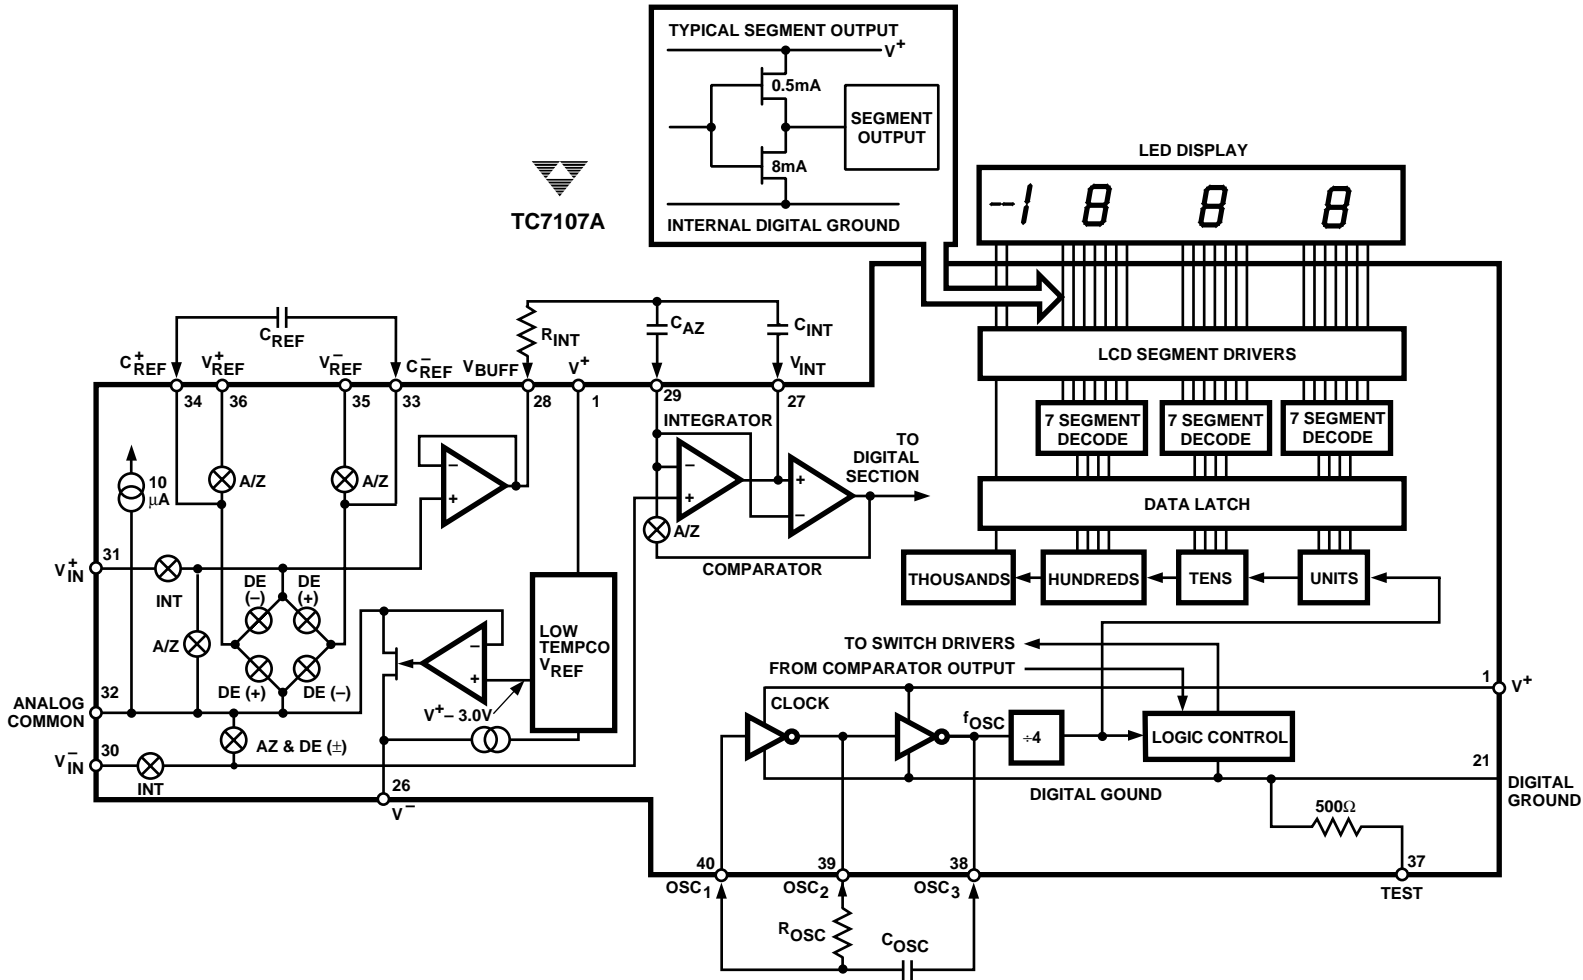 TYPICAL SEGMENT OUTPUT
V+
0.5mA
SEGMENT
OUTPUT
8mA
INTERNAL DIGITAL GROUND
TC7107A
LED DISPLAY
–1 8 8 8
LCD SEGMENT DRIVERS
7 SEGMENT
DECODE
7 SEGMENT
DECODE
7 SEGMENT
DECODE
DATA LATCH
THOUSANDS
HUNDREDS
TENS
UNITS
CREF
RINT
CAZ
CINT
C+REF
V+REF
V–REF
C–REF
VBUFF
V+
VINT
34
36
35
33
28
1
29
27
INTEGRATOR
TO
DIGITAL
SECTION
10
µA
A/Z
A/Z
–
+
–
+
+
–
A/Z
COMPARATOR
31
V+IN
INT
DE
(–)
DE
(+)
A/Z
DE (+)
DE (–)
LOW
TEMPCO
VREF
–
+
V+ – 3.0V
32
ANALOG
COMMON
AZ & DE (±)
30
V–IN
INT
26
V–
TO SWITCH DRIVERS
FROM COMPARATOR OUTPUT
CLOCK
fOSC
÷4
LOGIC CONTROL
1
V+
21
DIGITAL
GROUND
DIGITAL GOUND
500Ω
40
39
38
37
OSC1
OSC2
OSC3
TEST
ROSC
COSC